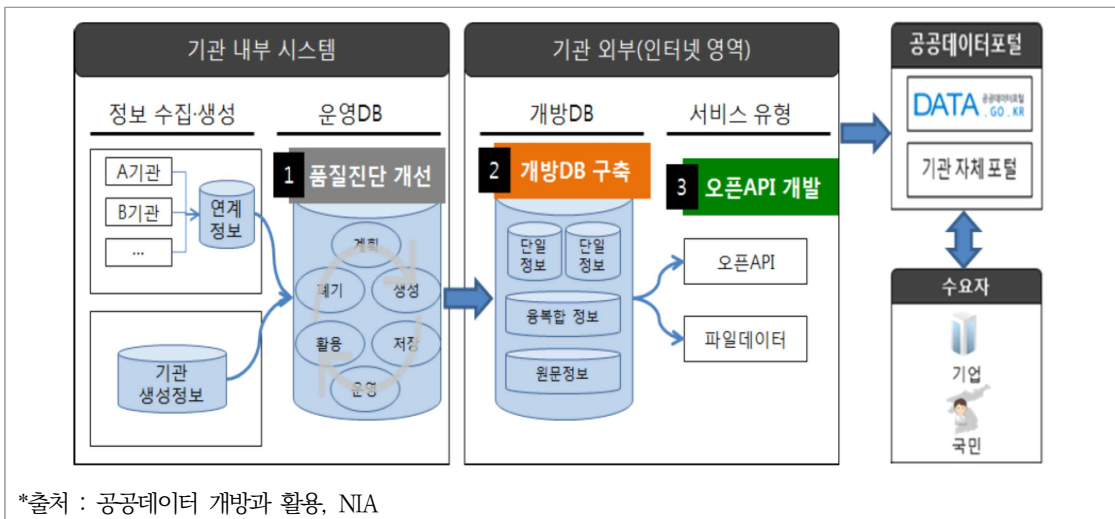 기관 내부 시스템
정보 수집·생성
운영DB
A기관
B기관
...
연계
정보
기관
생성정보
1 품질진단 개선
계획
폐기
생성
활용
저장
운영
기관 외부(인터넷 영역)
개방DB
서비스 유형
2 개방DB 구축
3 오픈API 개발
단일
정보
단일
정보
융복합 정보
원문정보
오픈API
파일데이터
공공데이터포털
DATA 공공데이터포털
.GO.KR
기관 자체 포털
수요자
기업
국민
*출처 : 공공데이터 개방과 활용, NIA